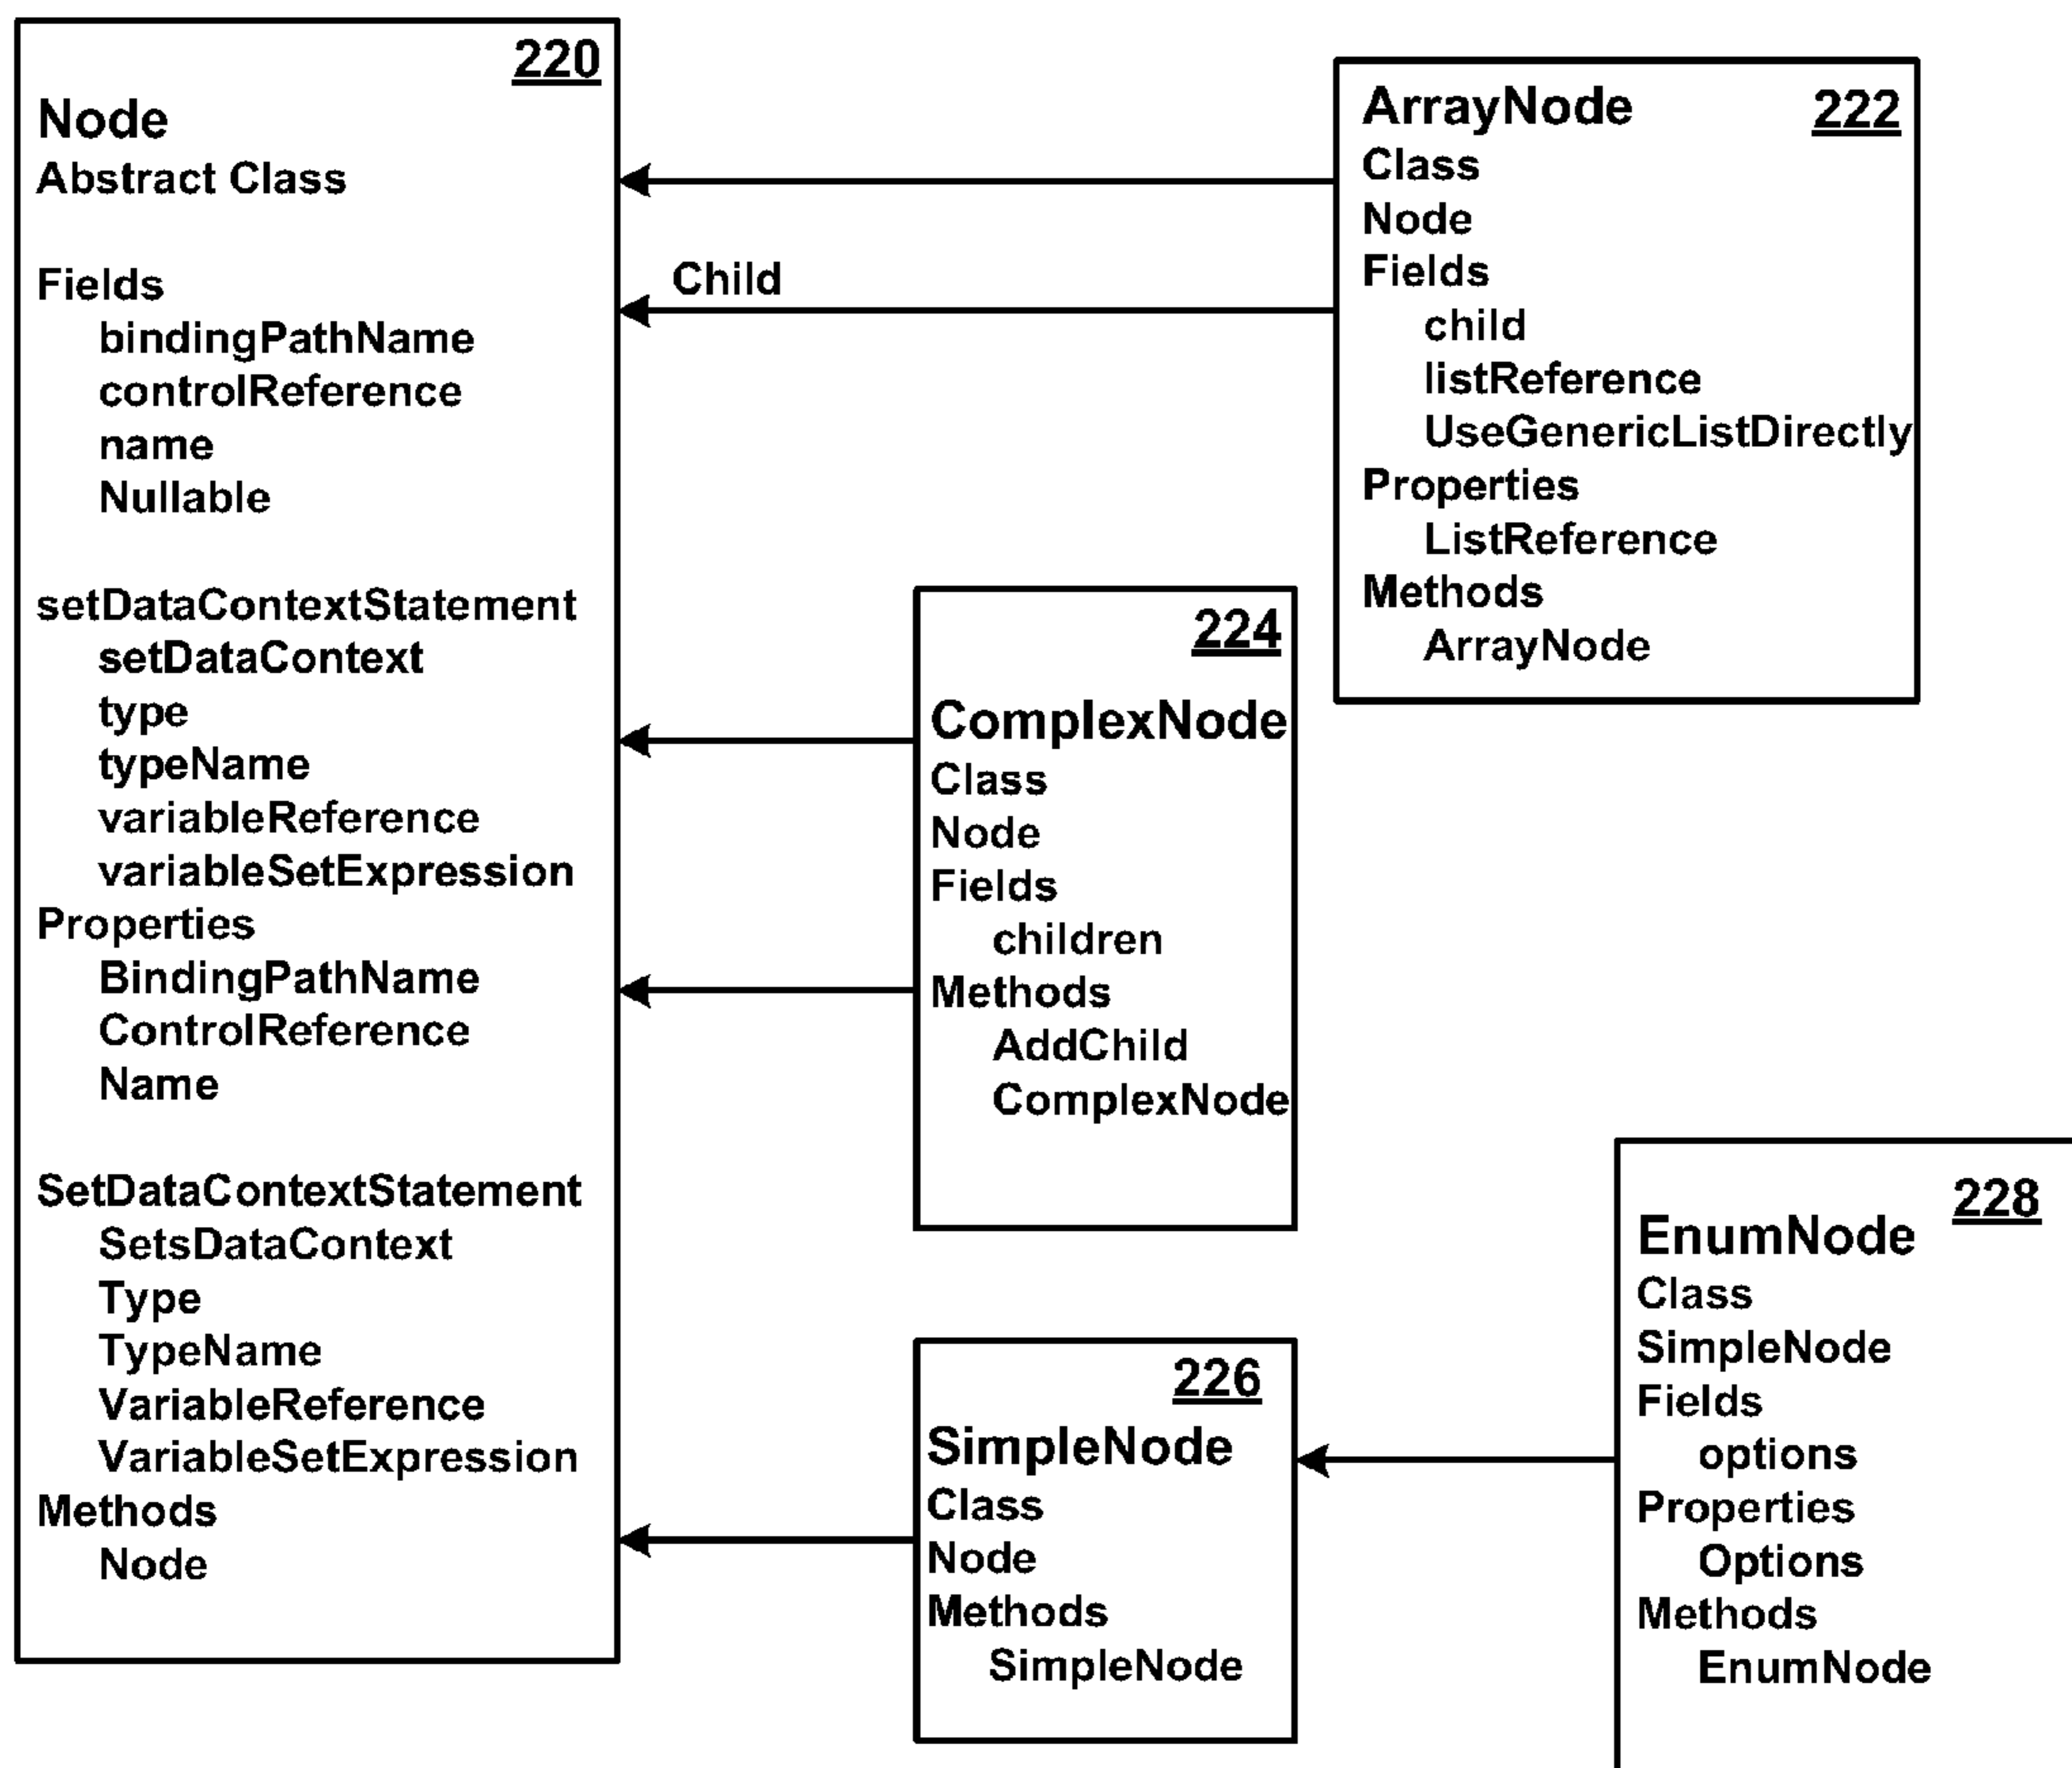 220
Node
Abstract Class
Fields
bindingPathName
controlReference
name
Nullable
setDataContextStatement
setDataContext
type
typeName
variableReference
variableSetExpression
Properties
BindingPathName
ControlReference
Name
SetDataContextStatement
SetsDataContext
Type
TypeName
VariableReference
VariableSetExpression
Methods
Node
Child
ArrayNode 222
Class
Node
Fields
child
listReference
UseGenericListDirectly
Properties
ListReference
Methods
ArrayNode
224
ComplexNode
Class
Node
Fields
children
Methods
AddChild
ComplexNode
226
SimpleNode
Class
Node
Methods
SimpleNode
228
EnumNode
Class
SimpleNode
Fields
options
Properties
Options
Methods
EnumNode